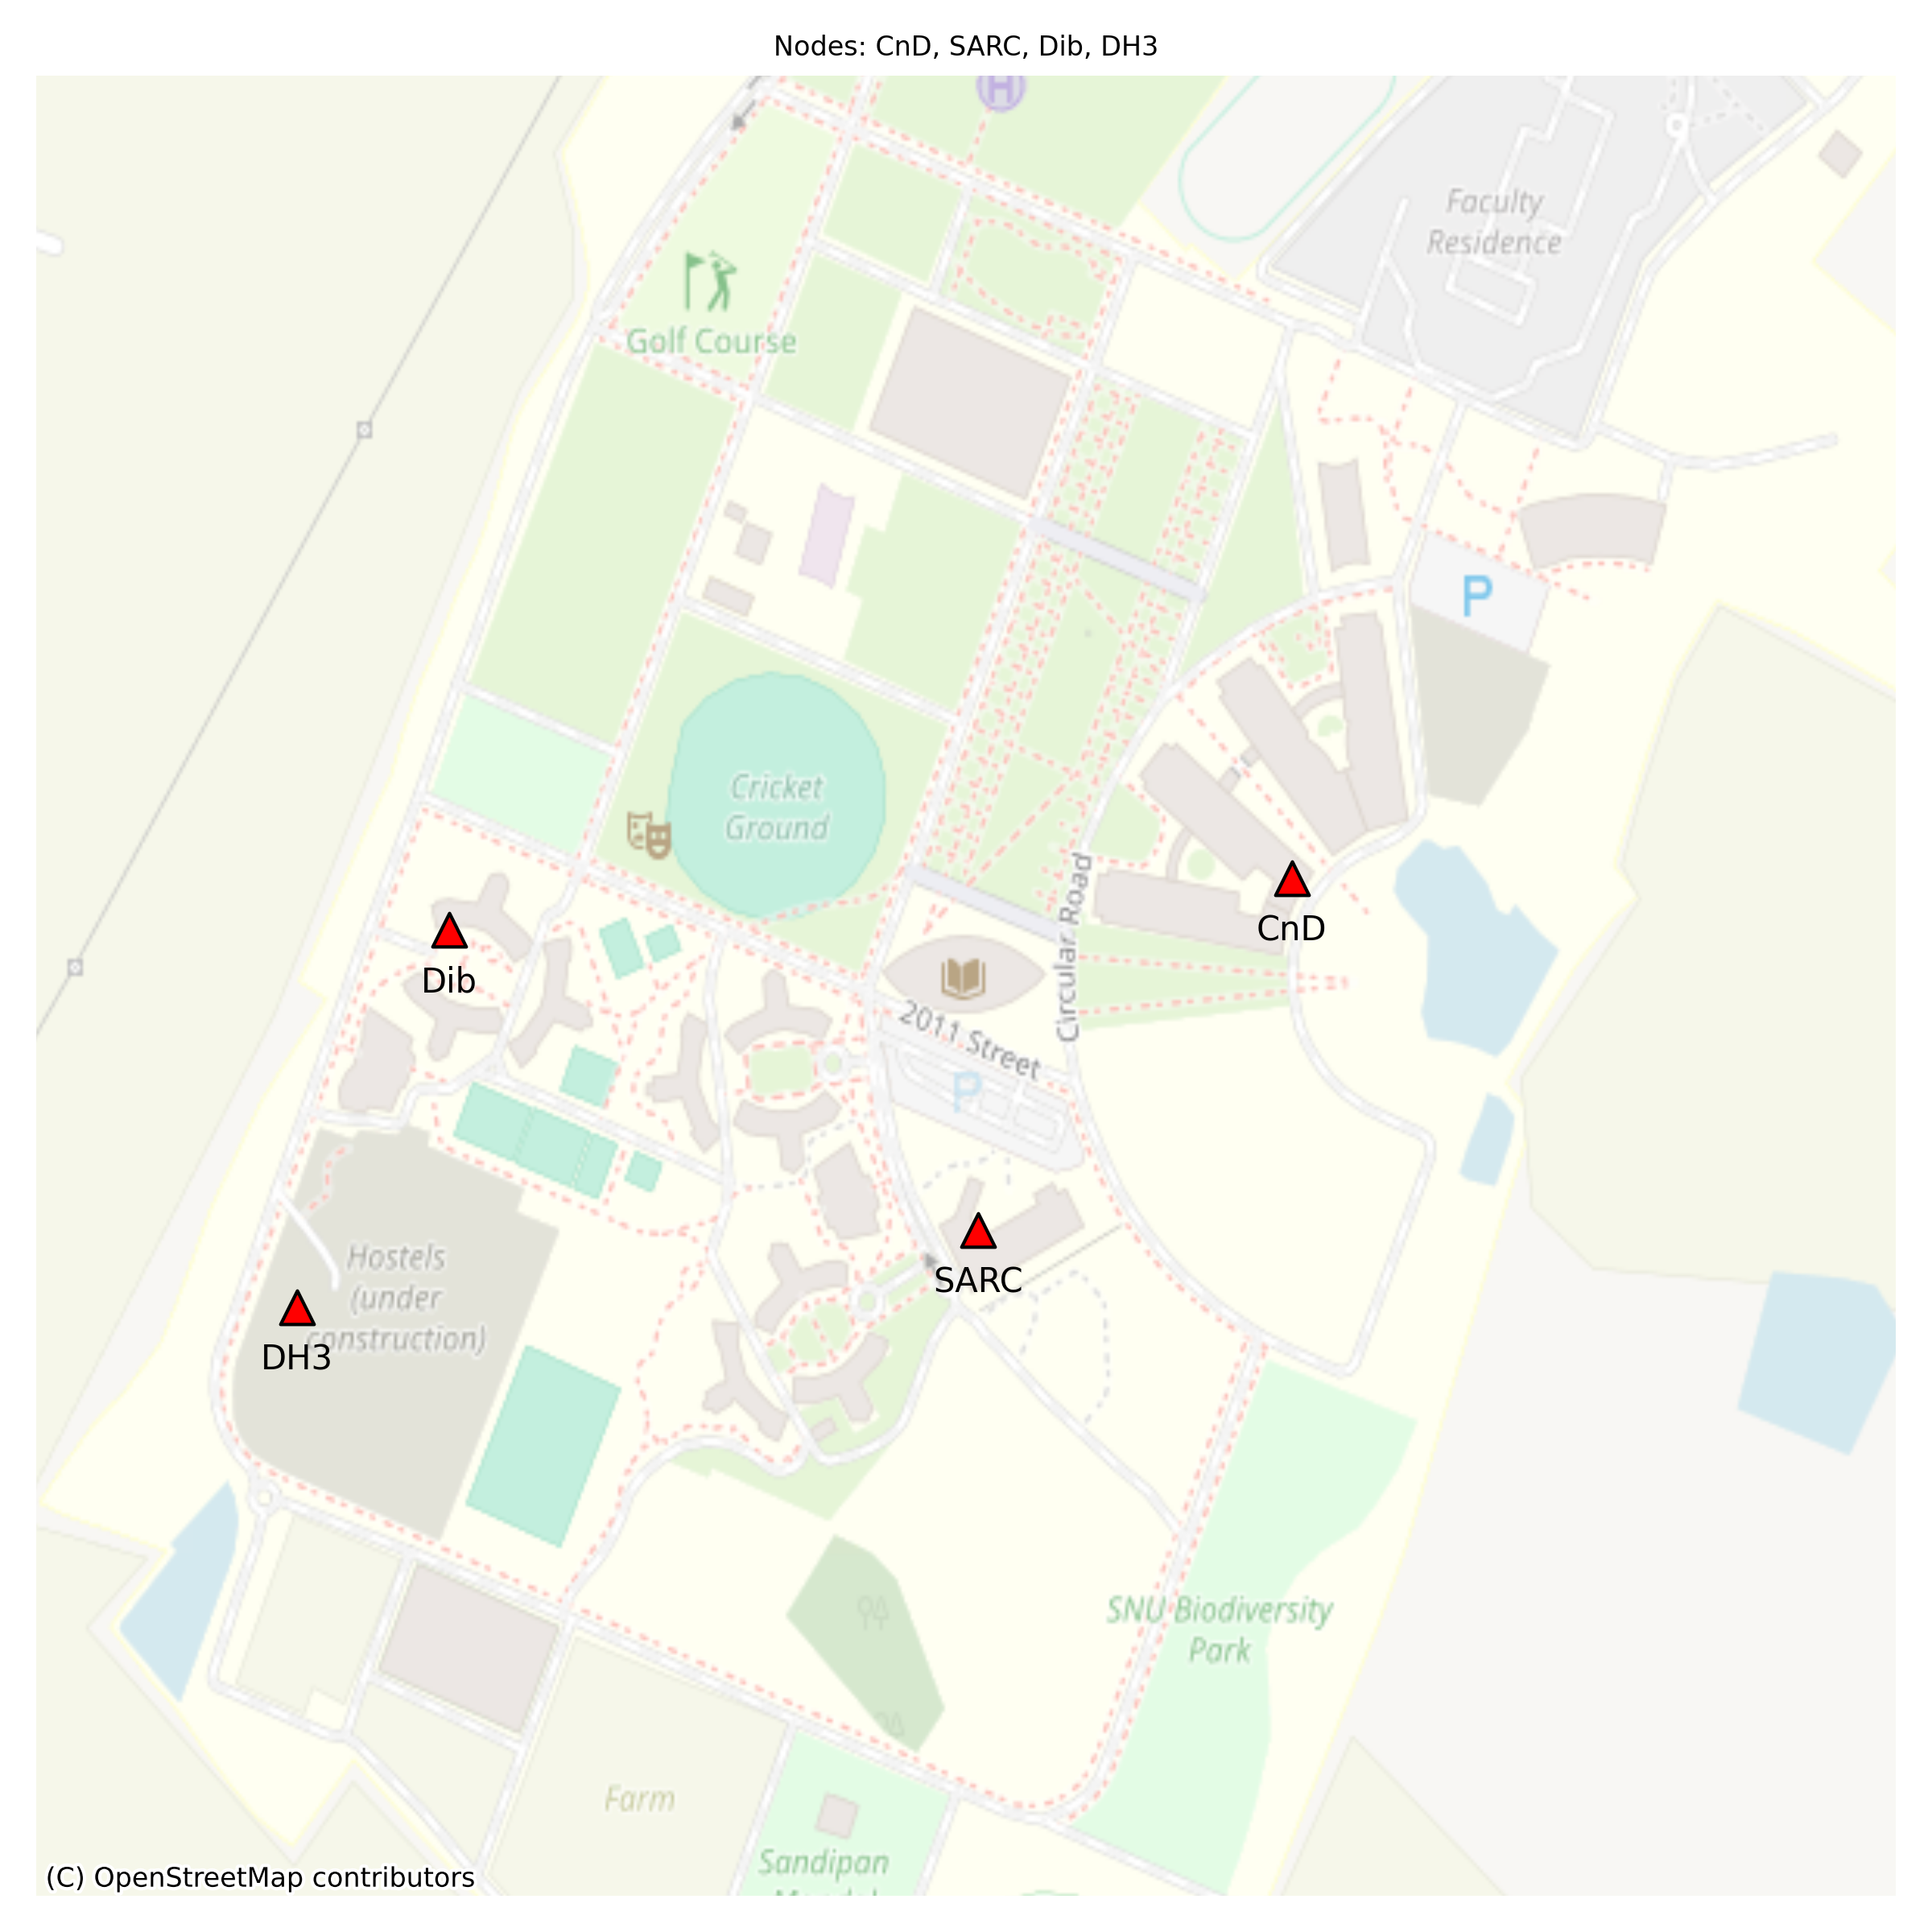 Nodes: CnD, SARC, Dib, DH3
H
Faculty
Residence
Golf Course
P
Cricket
Ground
CnD
Dib
Circular Road
2011 Street
P
SARC
Hostels
(under
construction)
DH3
SNU Biodiversity
Park
Farm
Sandipan
(C) OpenStreetMap contributors